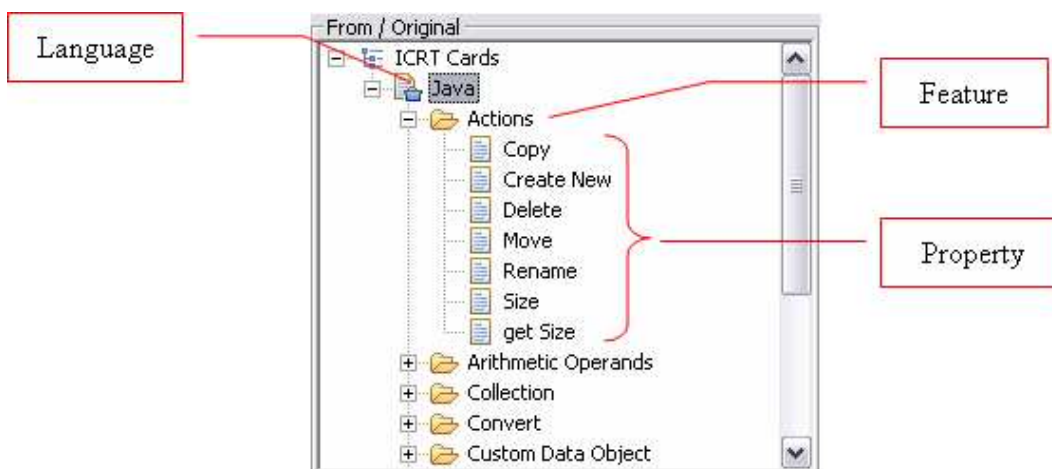 From / Original
Language
ICRT Cards
Java
Feature
Actions
Copy
Create New
Delete
Move
Property
Rename
Size
get Size
Arithmetic Operands
Collection
Convert
Custom Data Object